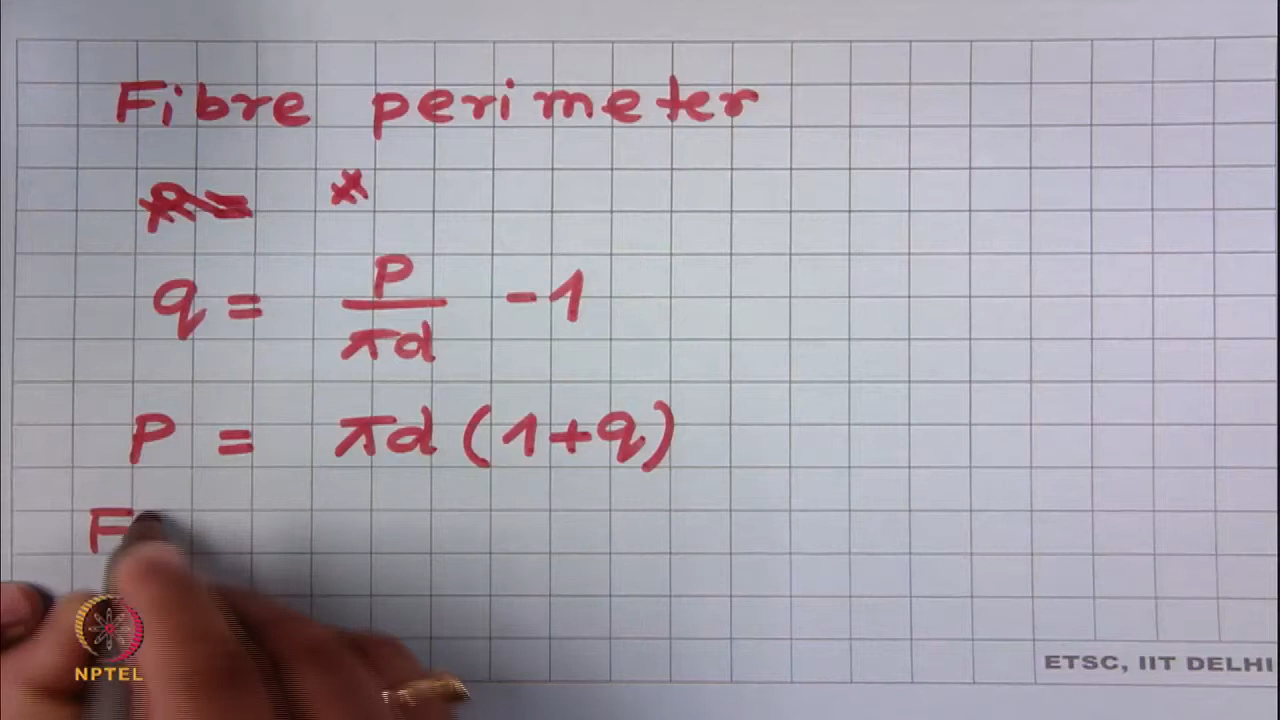 Fibre perimeter
q = p/πd - 1
p = πd (1+q)
F
NPTEL
ETSC, IIT DELHI